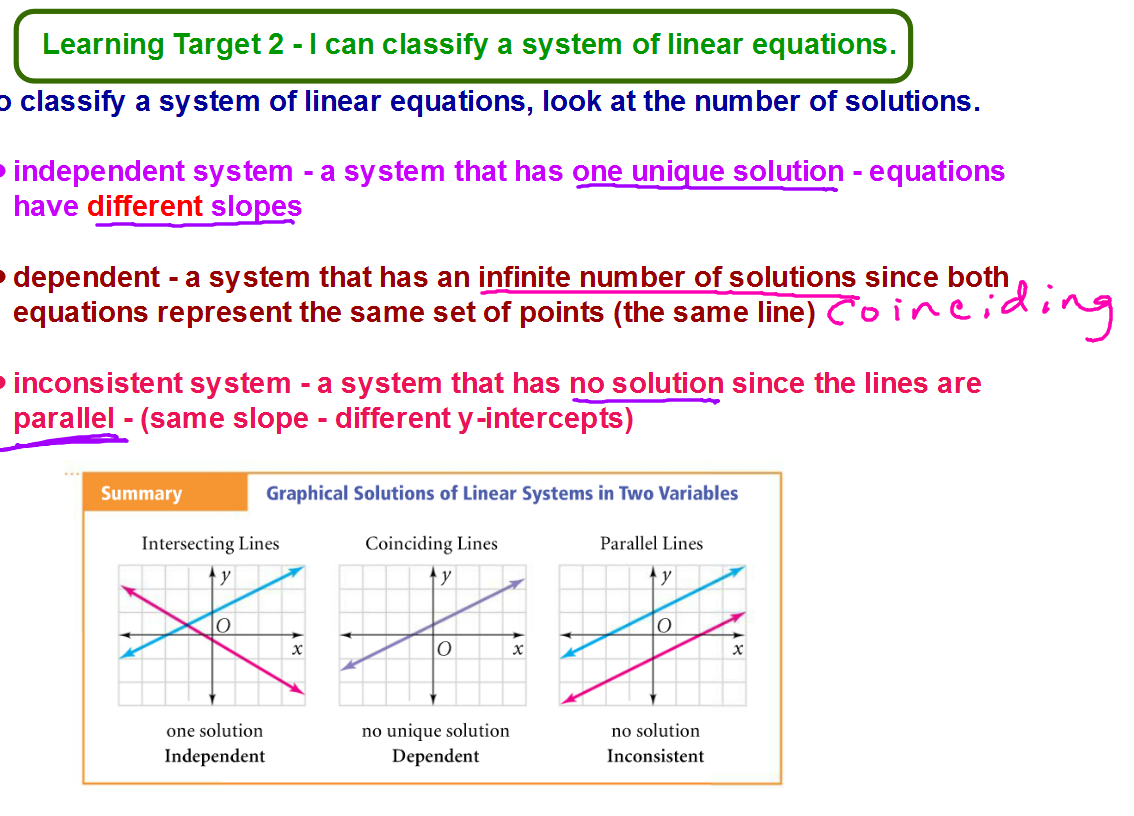 Learning Target 2 - I can classify a system of linear equations.
o classify a system of linear equations, look at the number of solutions.
• independent system - a system that has one unique solution - equations
have different slopes
• dependent - a system that has an infinite number of solutions since both
equations represent the same set of points (the same line) coinciding
• inconsistent system - a system that has no solution since the lines are
parallel - (same slope - different y-intercepts)
Summary Graphical Solutions of Linear Systems in Two Variables
Intersecting Lines Coinciding Lines Parallel Lines
y y y
O O O
x x x
one solution no unique solution no solution
Independent Dependent Inconsistent